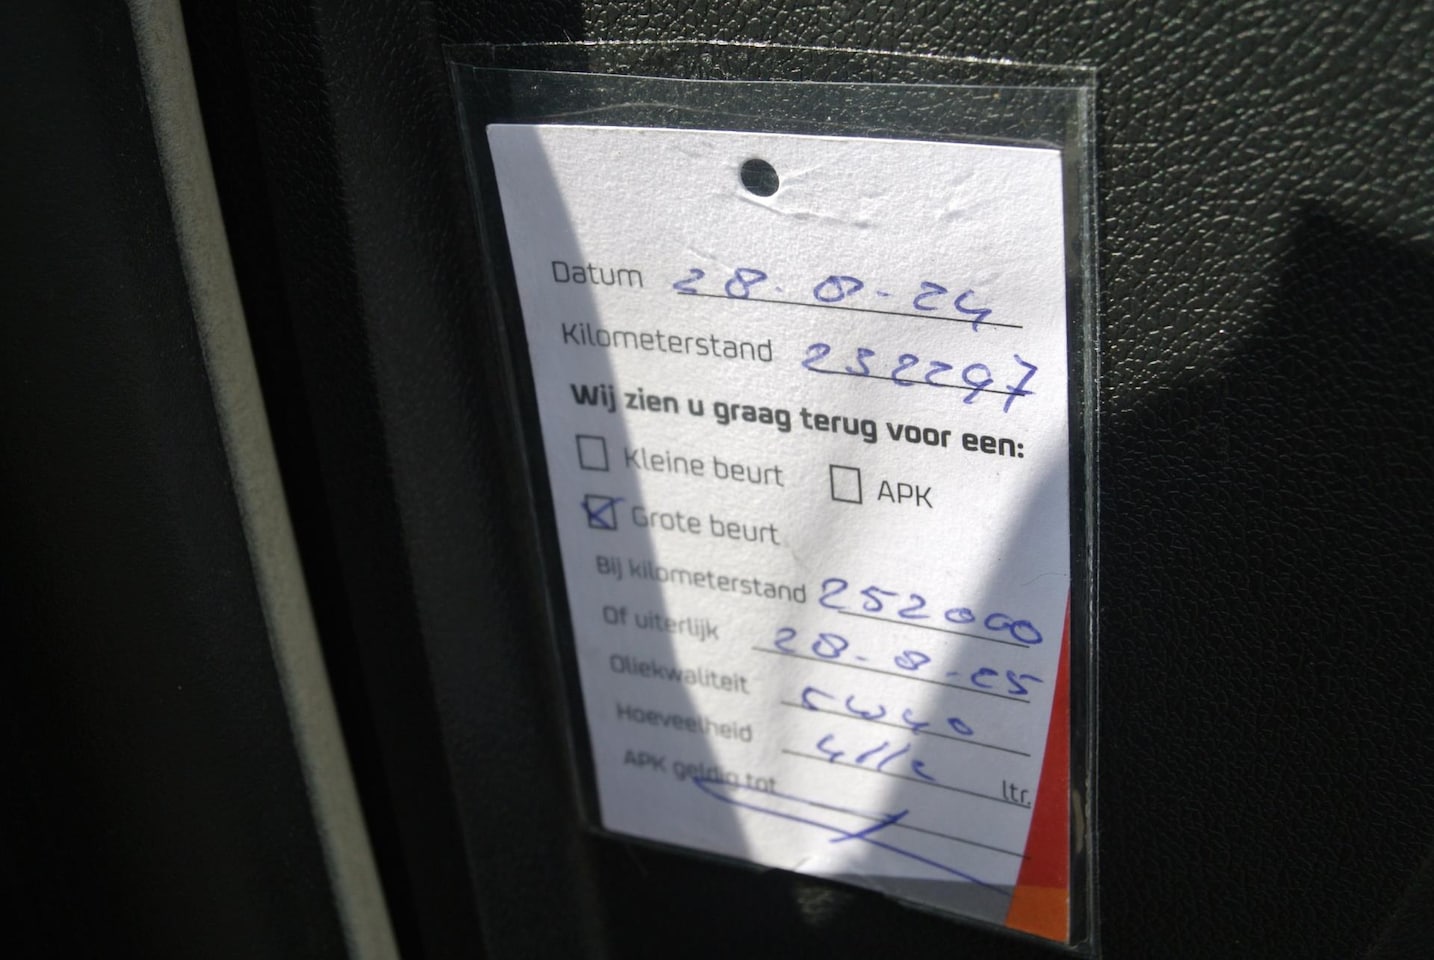 Datum 28-8-24
Kilometerstand 232297
Wij zien u graag terug voor een:
Kleine beurt APK
Grote beurt
Bij kilometerstand 252000
Of uiterlijk 28-8-25
Oliekwaliteit 5w40
Hoeveelheid ltr.
APK geldig tot